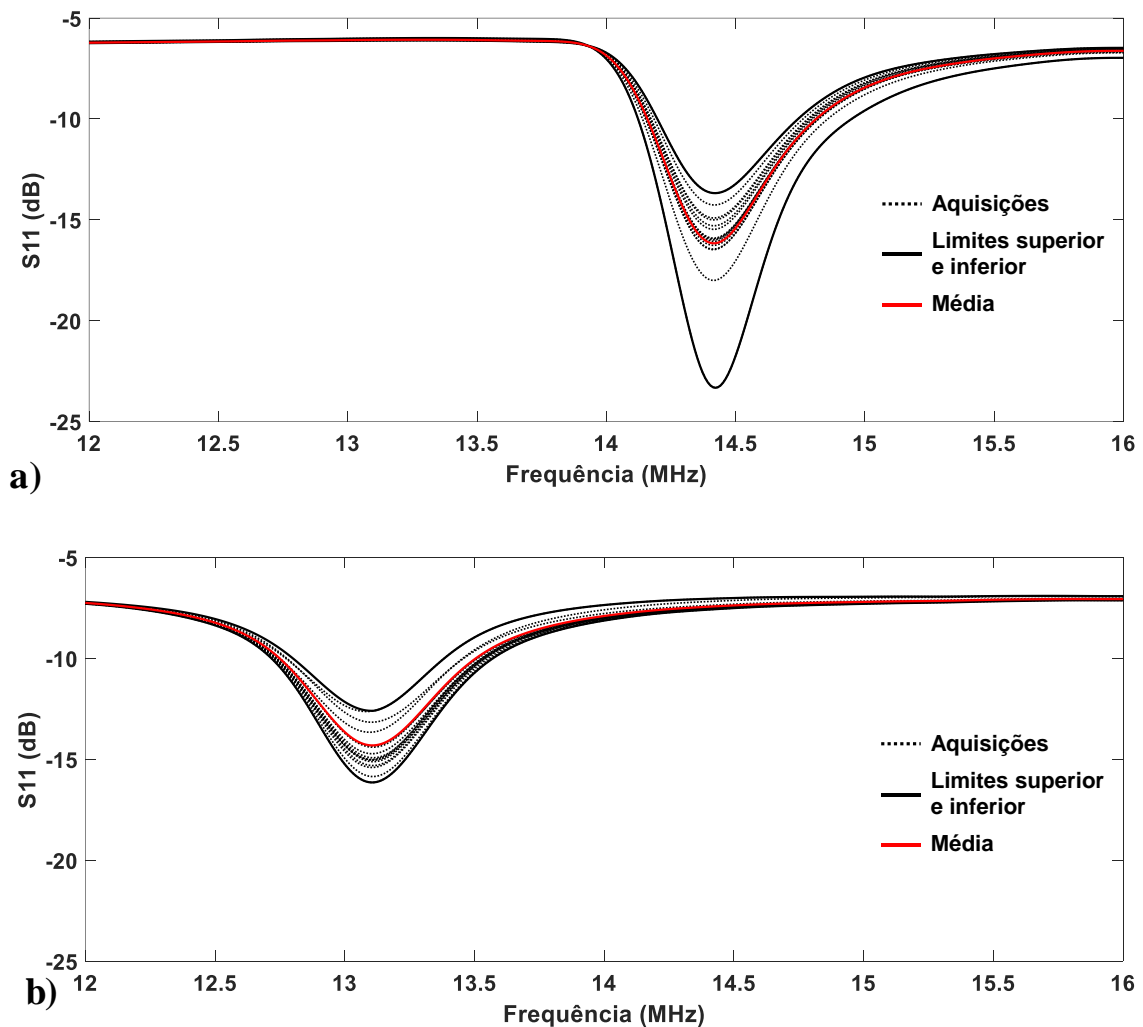 -5
-10
-15
-20
-25
S11 (dB)
Aquisições
Limites superior
e inferior
Média
12 12.5 13 13.5 14 14.5 15 15.5 16
a)
Frequência (MHz)
-5
-10
-15
-20
-25
S11 (dB)
Aquisições
Limites superior
e inferior
Média
12 12.5 13 13.5 14 14.5 15 15.5 16
b)
Frequência (MHz)